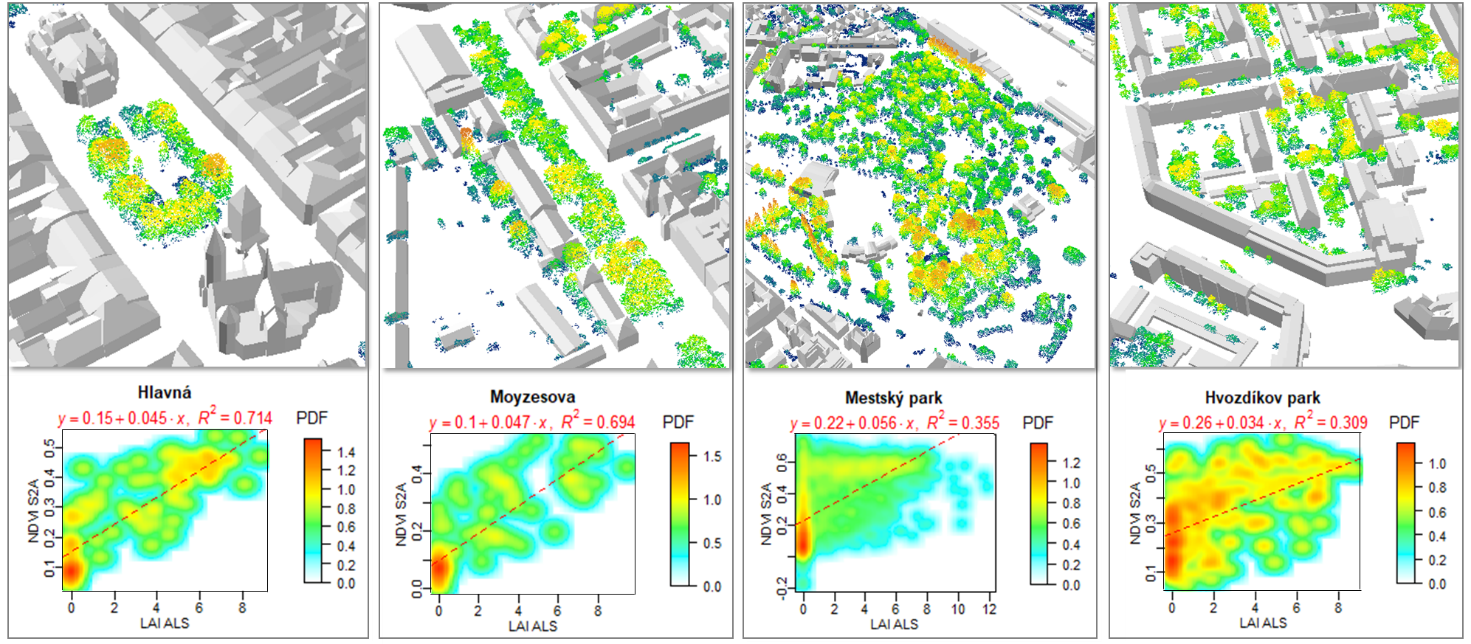 Hlavná
y = 0.15 + 0.045 · x, R² = 0.714
PDF
NDVI S2A
0.5
0.4
0.3
0.2
0.1
0 2 4 6 8
LAI ALS
1.4
1.2
1.0
0.8
0.6
0.4
0.2
0.0
Moyzesova
y = 0.1 + 0.047 · x, R² = 0.694
PDF
NDVI S2A
0.4
0.2
0.0
0 2 4 6 8
LAI ALS
1.5
1.0
0.5
0.0
Mestský park
y = 0.22 + 0.056 · x, R² = 0.355
PDF
NDVI S2A
0.6
0.4
0.2
-0.2
0 2 4 6 8 10 12
LAI ALS
1.2
1.0
0.8
0.6
0.4
0.2
0.0
Hvozdíkov park
y = 0.26 + 0.034 · x, R² = 0.309
PDF
NDVI S2A
0.5
0.3
0.1
0 2 4 6 8
LAI ALS
1.0
0.8
0.6
0.4
0.2
0.0